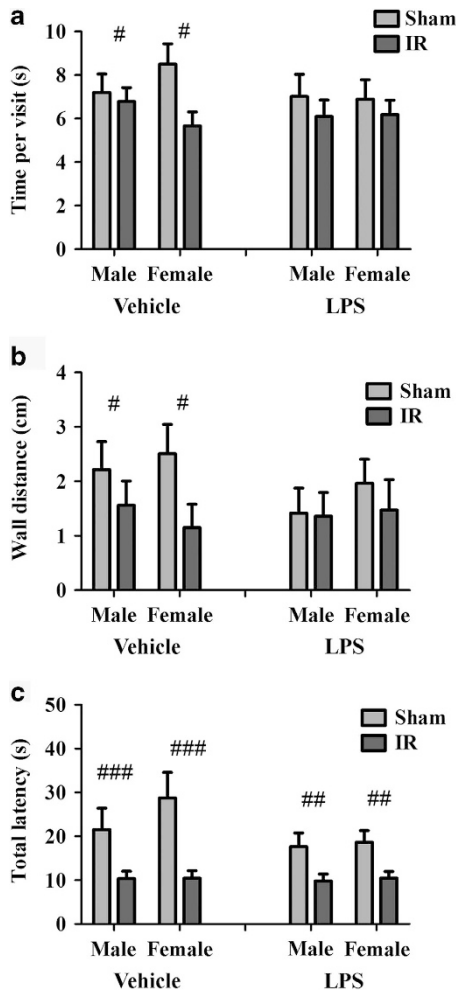 a
10
8
6
4
2
0
Time per visit (s)
# #
Sham
IR
Male Female Male Female
Vehicle LPS
b
4
3
2
1
0
Wall distance (cm)
# #
Sham
IR
Male Female Male Female
Vehicle LPS
c
50
40
30
20
10
0
Total latency (s)
### ###
## ##
Sham
IR
Male Female Male Female
Vehicle LPS